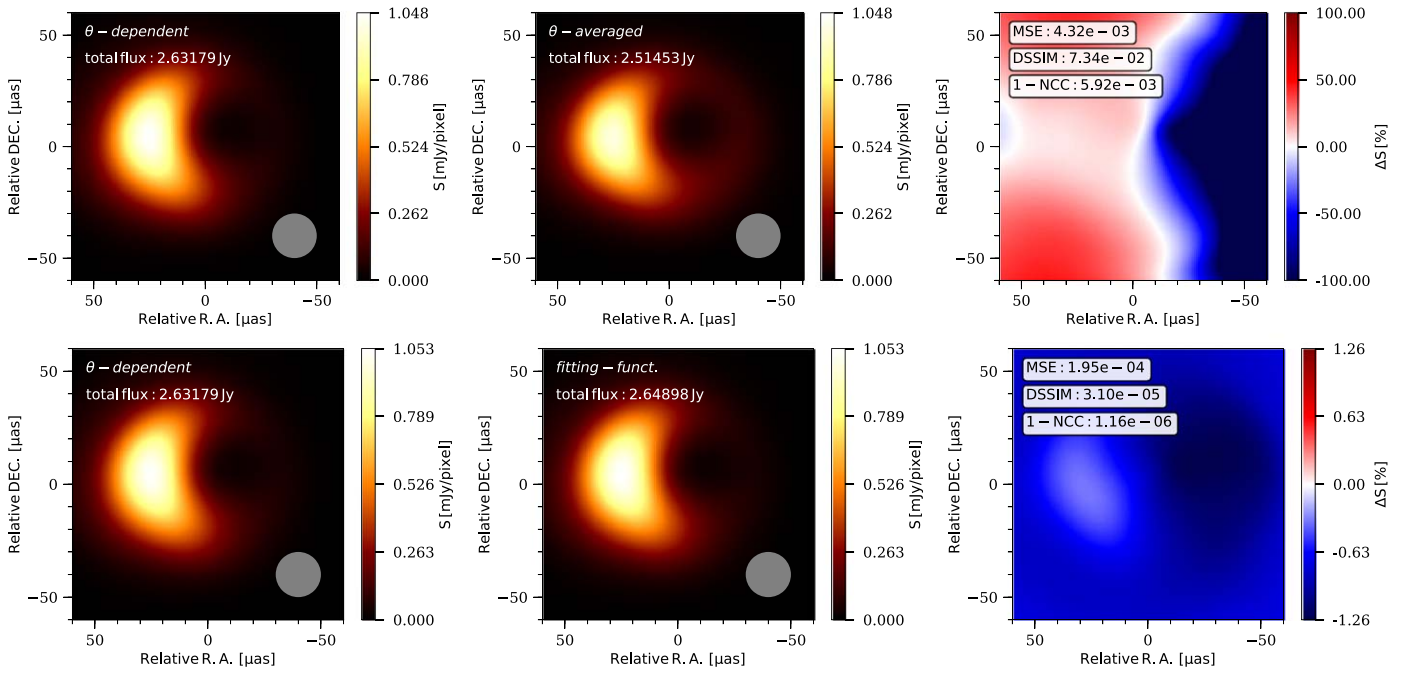 θ − dependent
total flux : 2.63179 Jy
50
0
−50
Relative DEC. [µas]
50
0
−50
Relative R. A. [µas]
1.048
0.786
0.524
0.262
0.000
S [mJy/pixel]
θ − averaged
total flux : 2.51453 Jy
50
0
−50
Relative DEC. [µas]
50
0
−50
Relative R. A. [µas]
1.048
0.786
0.524
0.262
0.000
S [mJy/pixel]
MSE : 4.32e − 03
DSSIM : 7.34e − 02
1 − NCC : 5.92e − 03
50
0
−50
Relative DEC. [µas]
50
0
−50
Relative R. A. [µas]
100.00
50.00
0.00
-50.00
-100.00
ΔS [%]
θ − dependent
total flux : 2.63179 Jy
50
0
−50
Relative DEC. [µas]
50
0
−50
Relative R. A. [µas]
1.053
0.789
0.526
0.263
0.000
S [mJy/pixel]
fitting − funct.
total flux : 2.64898 Jy
50
0
−50
Relative DEC. [µas]
50
0
−50
Relative R. A. [µas]
1.053
0.789
0.526
0.263
0.000
S [mJy/pixel]
MSE : 1.95e − 04
DSSIM : 3.10e − 05
1 − NCC : 1.16e − 06
50
0
−50
Relative DEC. [µas]
50
0
−50
Relative R. A. [µas]
1.26
0.63
0.00
-0.63
-1.26
ΔS [%]